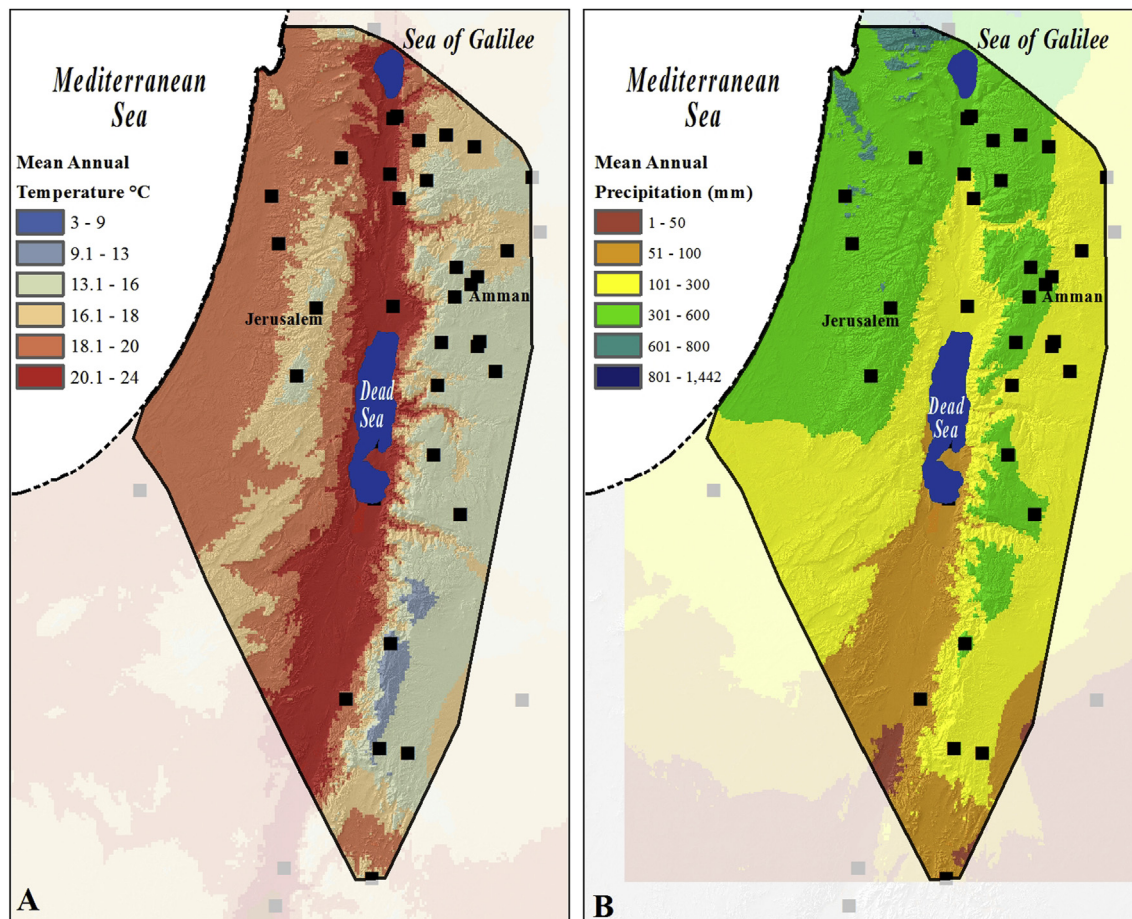 A
Sea of Galilee
Mediterranean
Sea
Mean Annual
Temperature °C
3 - 9
9.1 - 13
13.1 - 16
16.1 - 18
18.1 - 20
20.1 - 24
Amman
Jerusalem
Dead
Sea
B
Sea of Galilee
Mediterranean
Sea
Mean Annual
Precipitation (mm)
1 - 50
51 - 100
101 - 300
301 - 600
601 - 800
801 - 1,442
Amman
Jerusalem
Dead
Sea